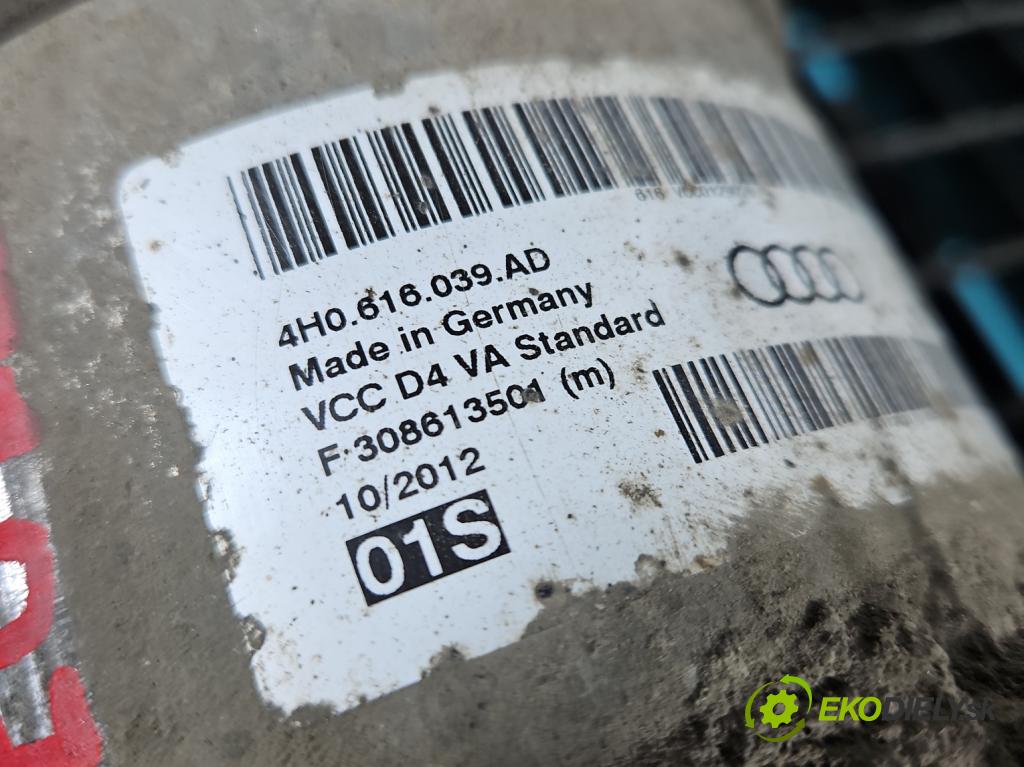 4H0.616.039.AD
Made in Germany
VCC D4 VA Standard
F 308613501 (m)
10/2012
01S
EKODIELY.SK